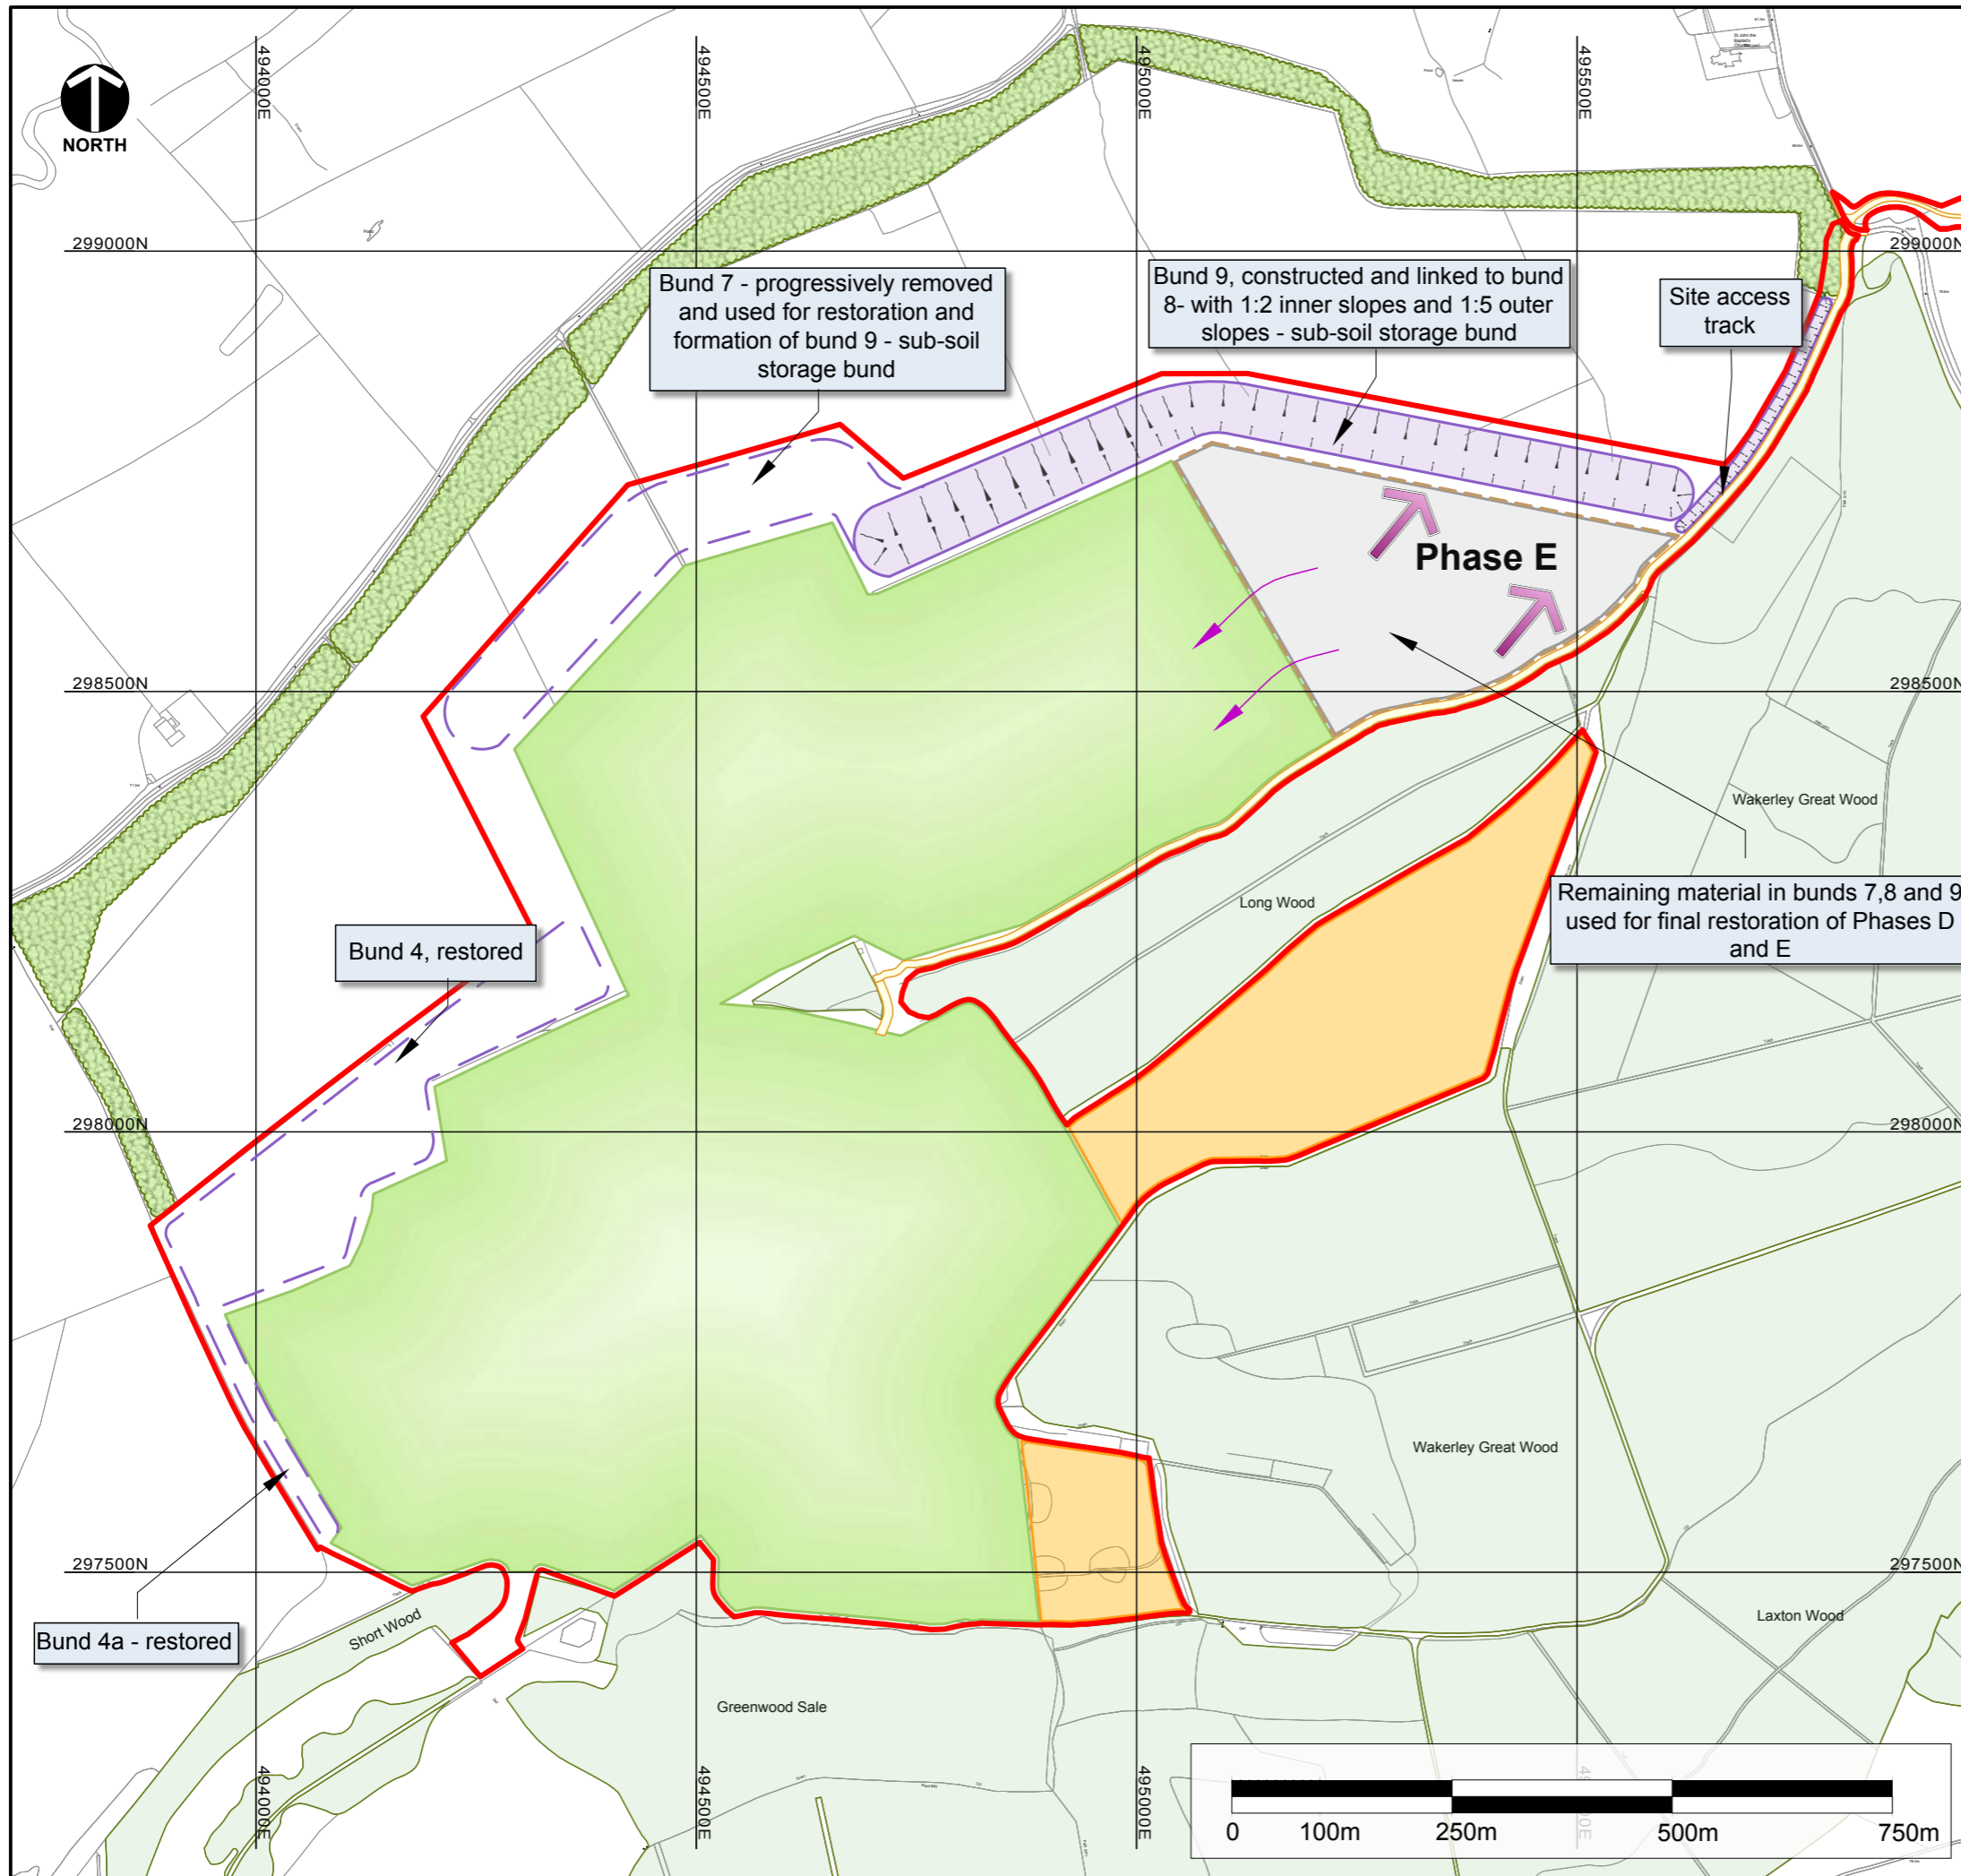 NORTH
494000E
494500E
495000E
495500E
St John the
Baptist's
Church
299000N
299000N
Bund 7 - progressively removed
and used for restoration and
formation of bund 9 - sub-soil
storage bund
Bund 9, constructed and linked to bund
8- with 1:2 inner slopes and 1:5 outer
slopes - sub-soil storage bund
Site access
track
Phase E
298500N
298500N
Wakerley Great Wood
Long Wood
Remaining material in bunds 7,8 and 9
used for final restoration of Phases D
and E
Bund 4, restored
298000N
298000N
Wakerley Great Wood
297500N
297500N
Bund 4a - restored
Short Wood
Laxton Wood
Greenwood Sale
494000E
494500E
495000E
0
100m
250m
500m
750m